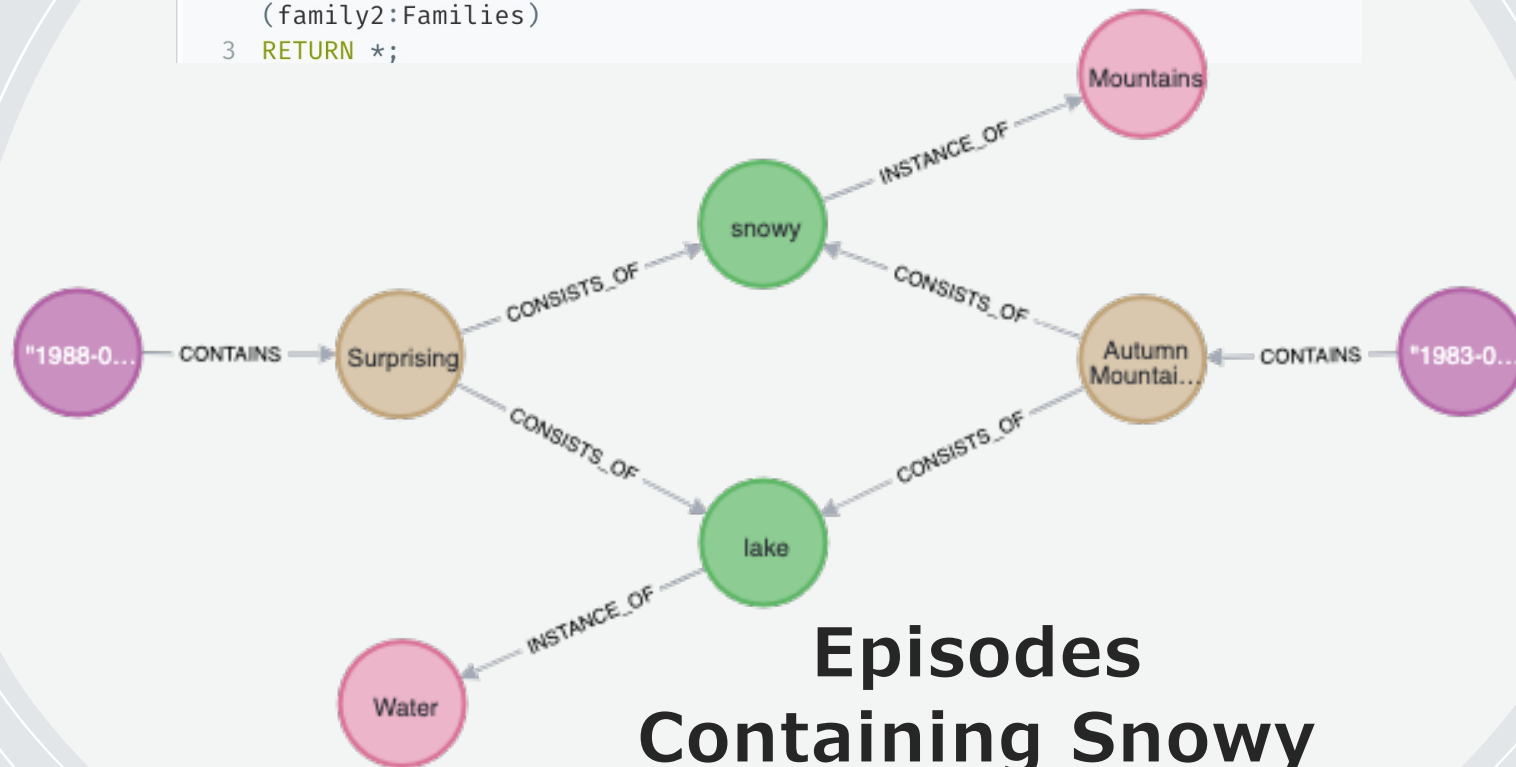 (family2:Families)
3 RETURN *;
Mountains
INSTANCE_OF
snowy
CONSISTS_OF
CONSISTS_OF
"1988-0...
CONTAINS
Surprising
Autumn
Mountai...
CONTAINS
"1983-0...
CONSISTS_OF
CONSISTS_OF
lake
INSTANCE_OF
Water
Episodes
Containing Snowy